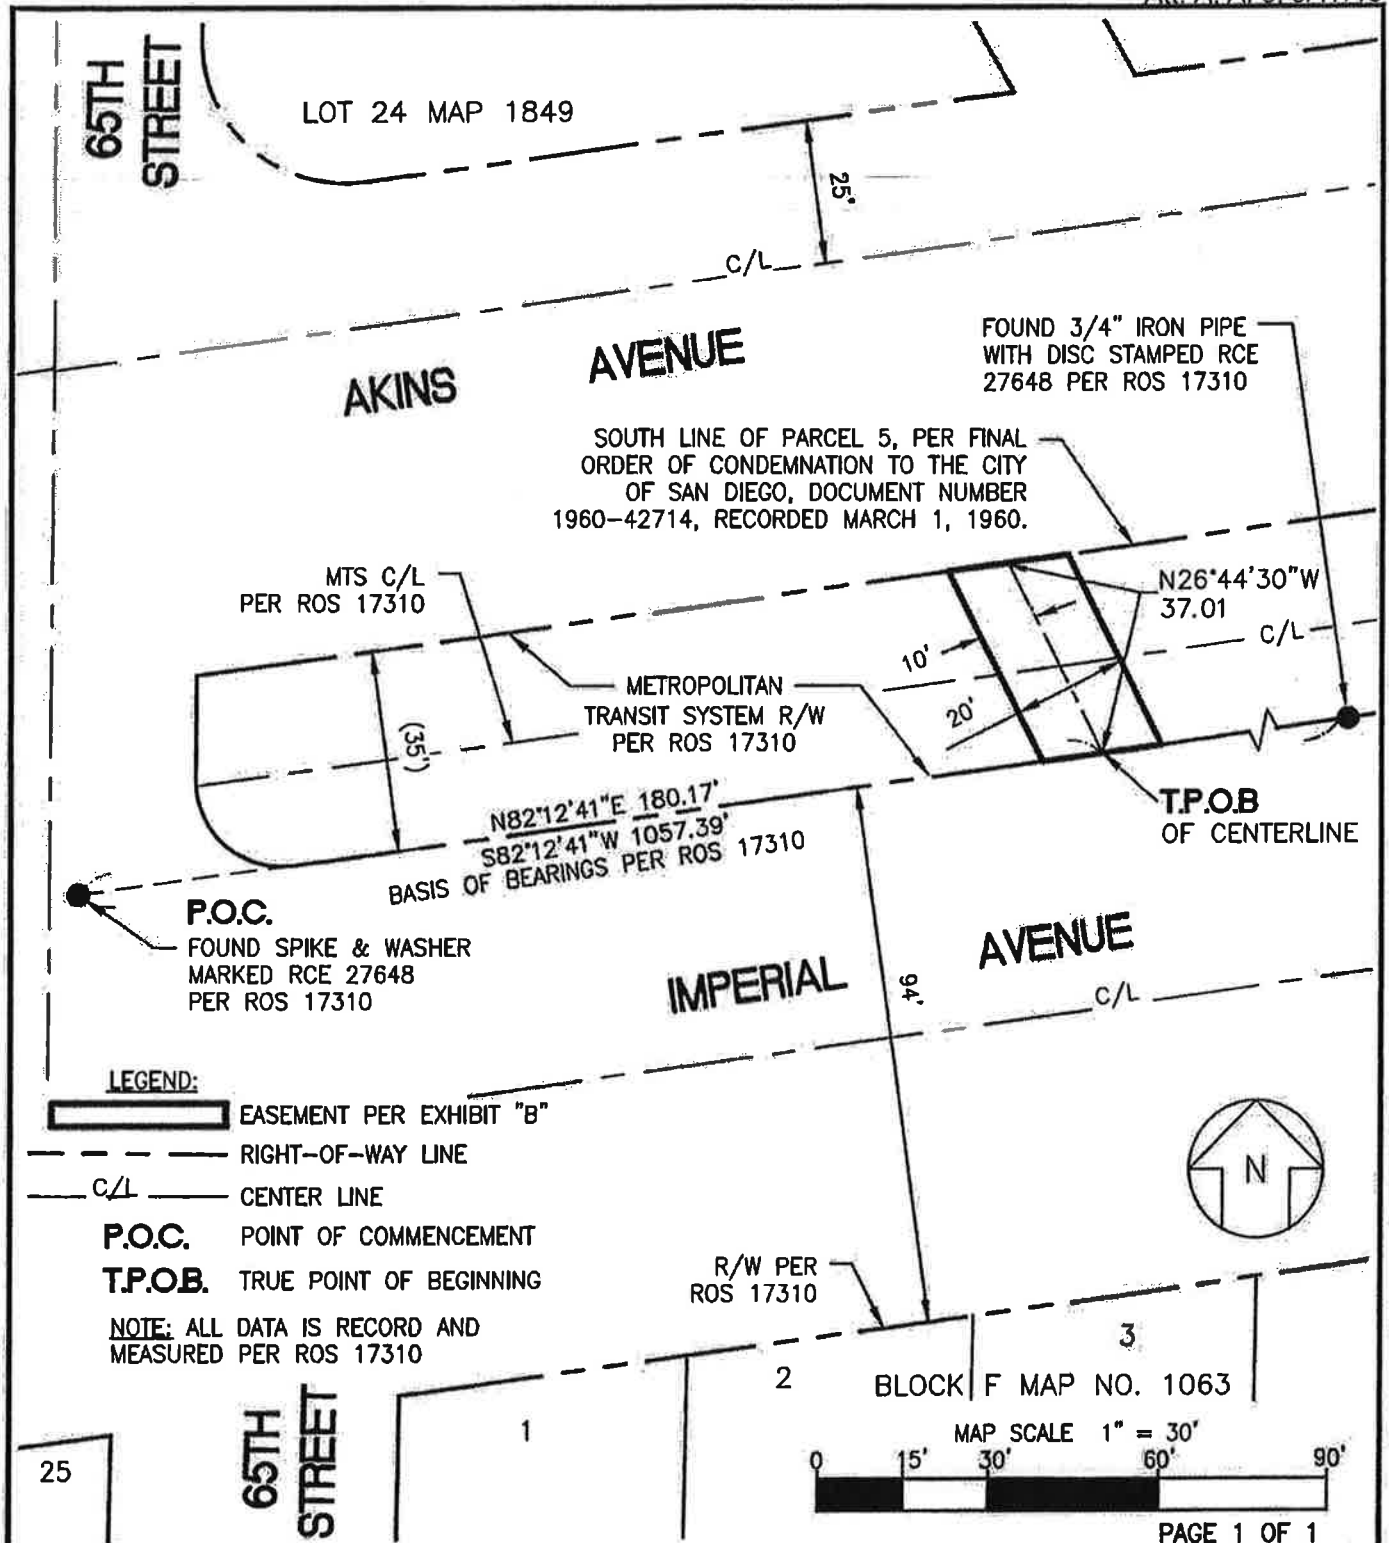 65TH
STREET
LOT 24 MAP 1849
25'
C/L
AKINS AVENUE
FOUND 3/4" IRON PIPE
WITH DISC STAMPED RCE
27648 PER ROS 17310
SOUTH LINE OF PARCEL 5, PER FINAL
ORDER OF CONDEMNATION TO THE CITY
OF SAN DIEGO, DOCUMENT NUMBER
1960-42714, RECORDED MARCH 1, 1960.
MTS C/L
PER ROS 17310
N26°44'30"W
37.01
C/L
10'
20'
METROPOLITAN
TRANSIT SYSTEM R/W
PER ROS 17310
(35')
N82°12'41"E 180.17'
S82°12'41"W 1057.39'
BASIS OF BEARINGS PER ROS 17310
T.P.O.B
OF CENTERLINE
P.O.C.
FOUND SPIKE & WASHER
MARKED RCE 27648
PER ROS 17310
IMPERIAL AVENUE
94'
C/L
LEGEND:
EASEMENT PER EXHIBIT "B"
RIGHT-OF-WAY LINE
C/L CENTER LINE
P.O.C. POINT OF COMMENCEMENT
T.P.O.B. TRUE POINT OF BEGINNING
NOTE: ALL DATA IS RECORD AND
MEASURED PER ROS 17310
N
R/W PER
ROS 17310
25
65TH
STREET
1
2
3
BLOCK F MAP NO. 1063
MAP SCALE 1" = 30'
0 15' 30' 60' 90'
PAGE 1 OF 1